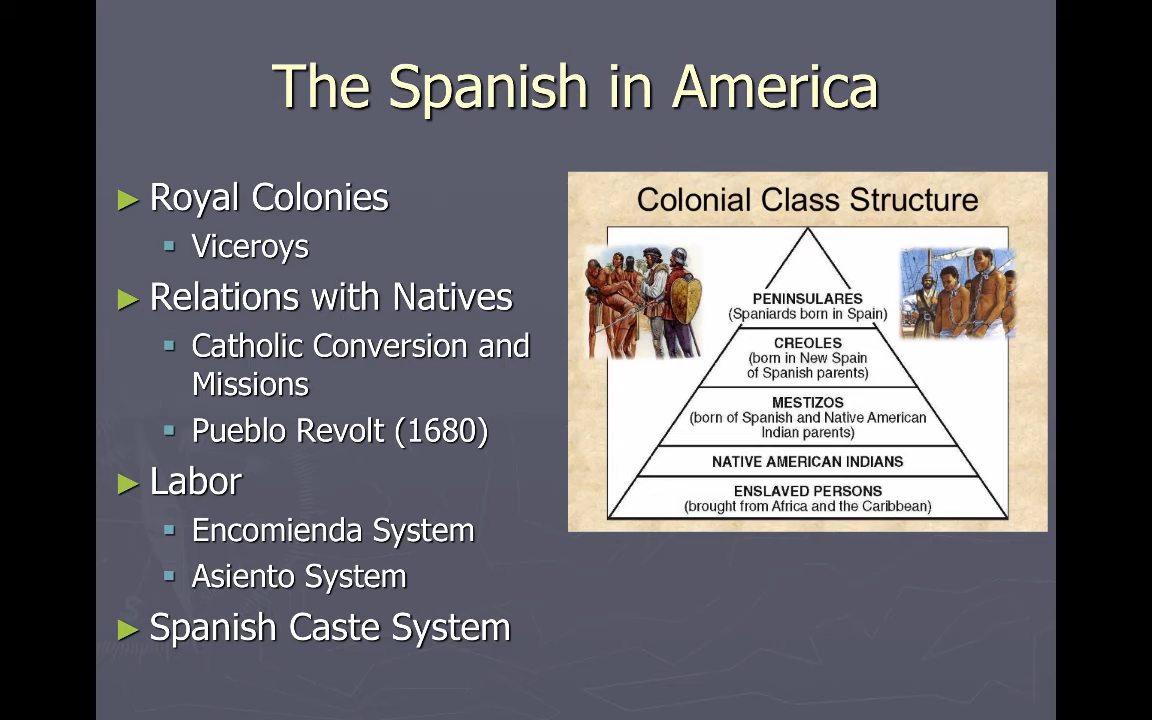 The Spanish in America
Royal Colonies
Viceroys
Relations with Natives
Catholic Conversion and
Missions
Pueblo Revolt (1680)
Labor
Encomienda System
Asiento System
Spanish Caste System
Colonial Class Structure
PENINSULARES
(Spaniards born in Spain)
CREOLES
(born in New Spain
of Spanish parents)
MESTIZOS
(born of Spanish and Native American
Indian parents)
NATIVE AMERICAN INDIANS
ENSLAVED PERSONS
(brought from Africa and the Caribbean)